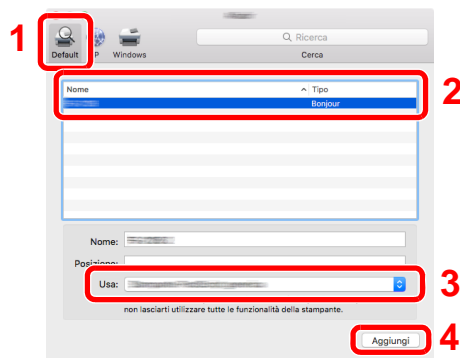 1
Q Ricerca
Default P Windows Cerca
2
Nome Tipo
Bonjour
Nome:
Posizione:
Usa:
3
non lasciarti utilizzare tutte le funzionalità della stampante.
Aggiungi
4